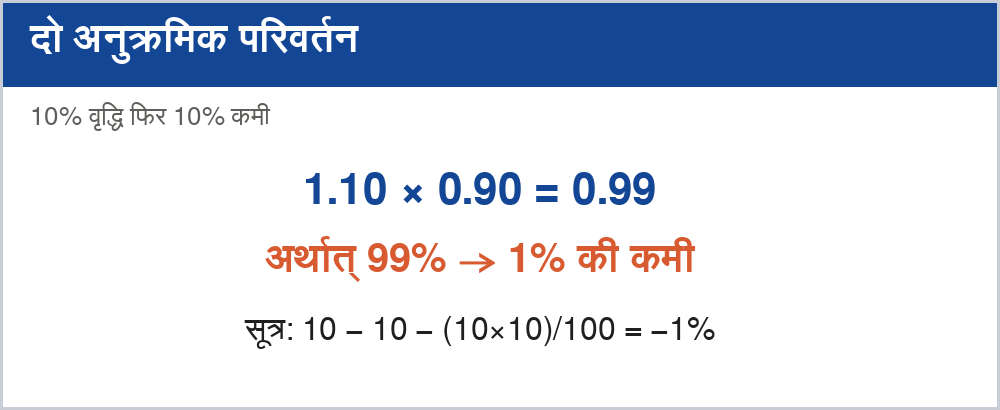 दो अनुक्रमिक परिवर्तन
10% वृद्धि फिर 10% कमी
1.10 × 0.90 = 0.99
अर्थात् 99% → 1% की कमी
सूत्र: 10 − 10 − (10×10)/100 = −1%